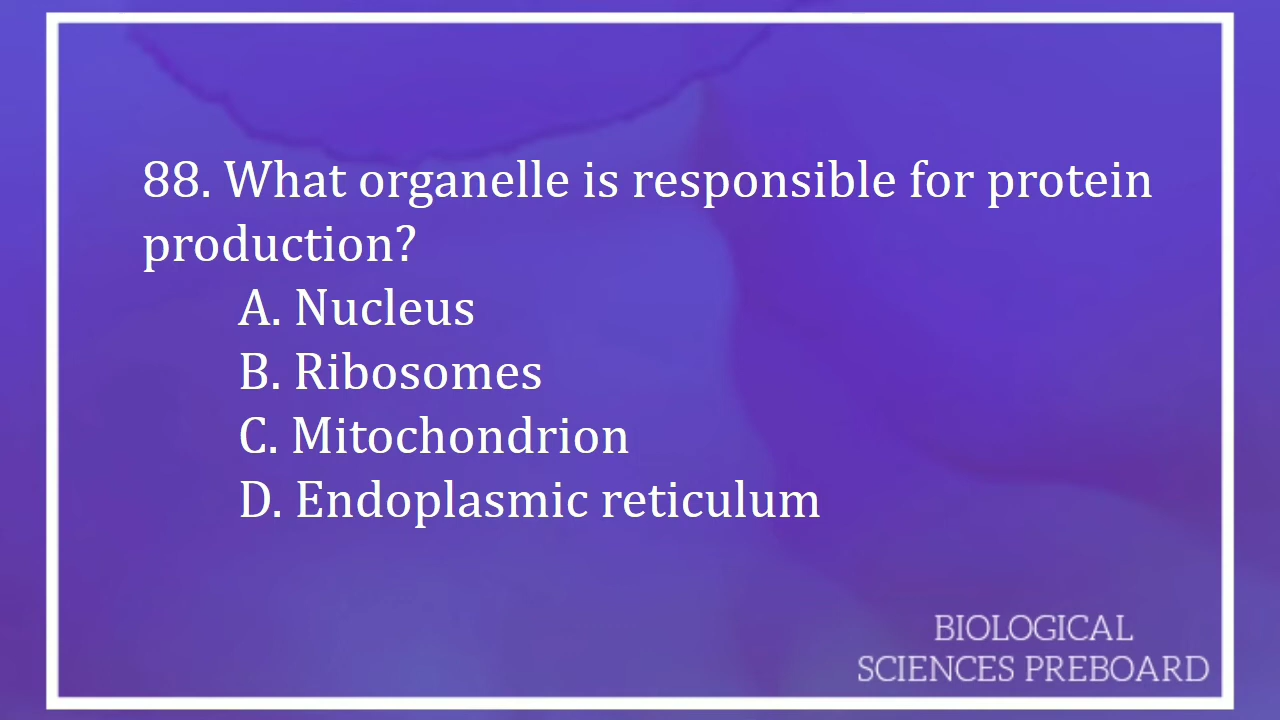 88. What organelle is responsible for protein
production?
A. Nucleus
B. Ribosomes
C. Mitochondrion
D. Endoplasmic reticulum
BIOLOGICAL
SCIENCES PREBOARD